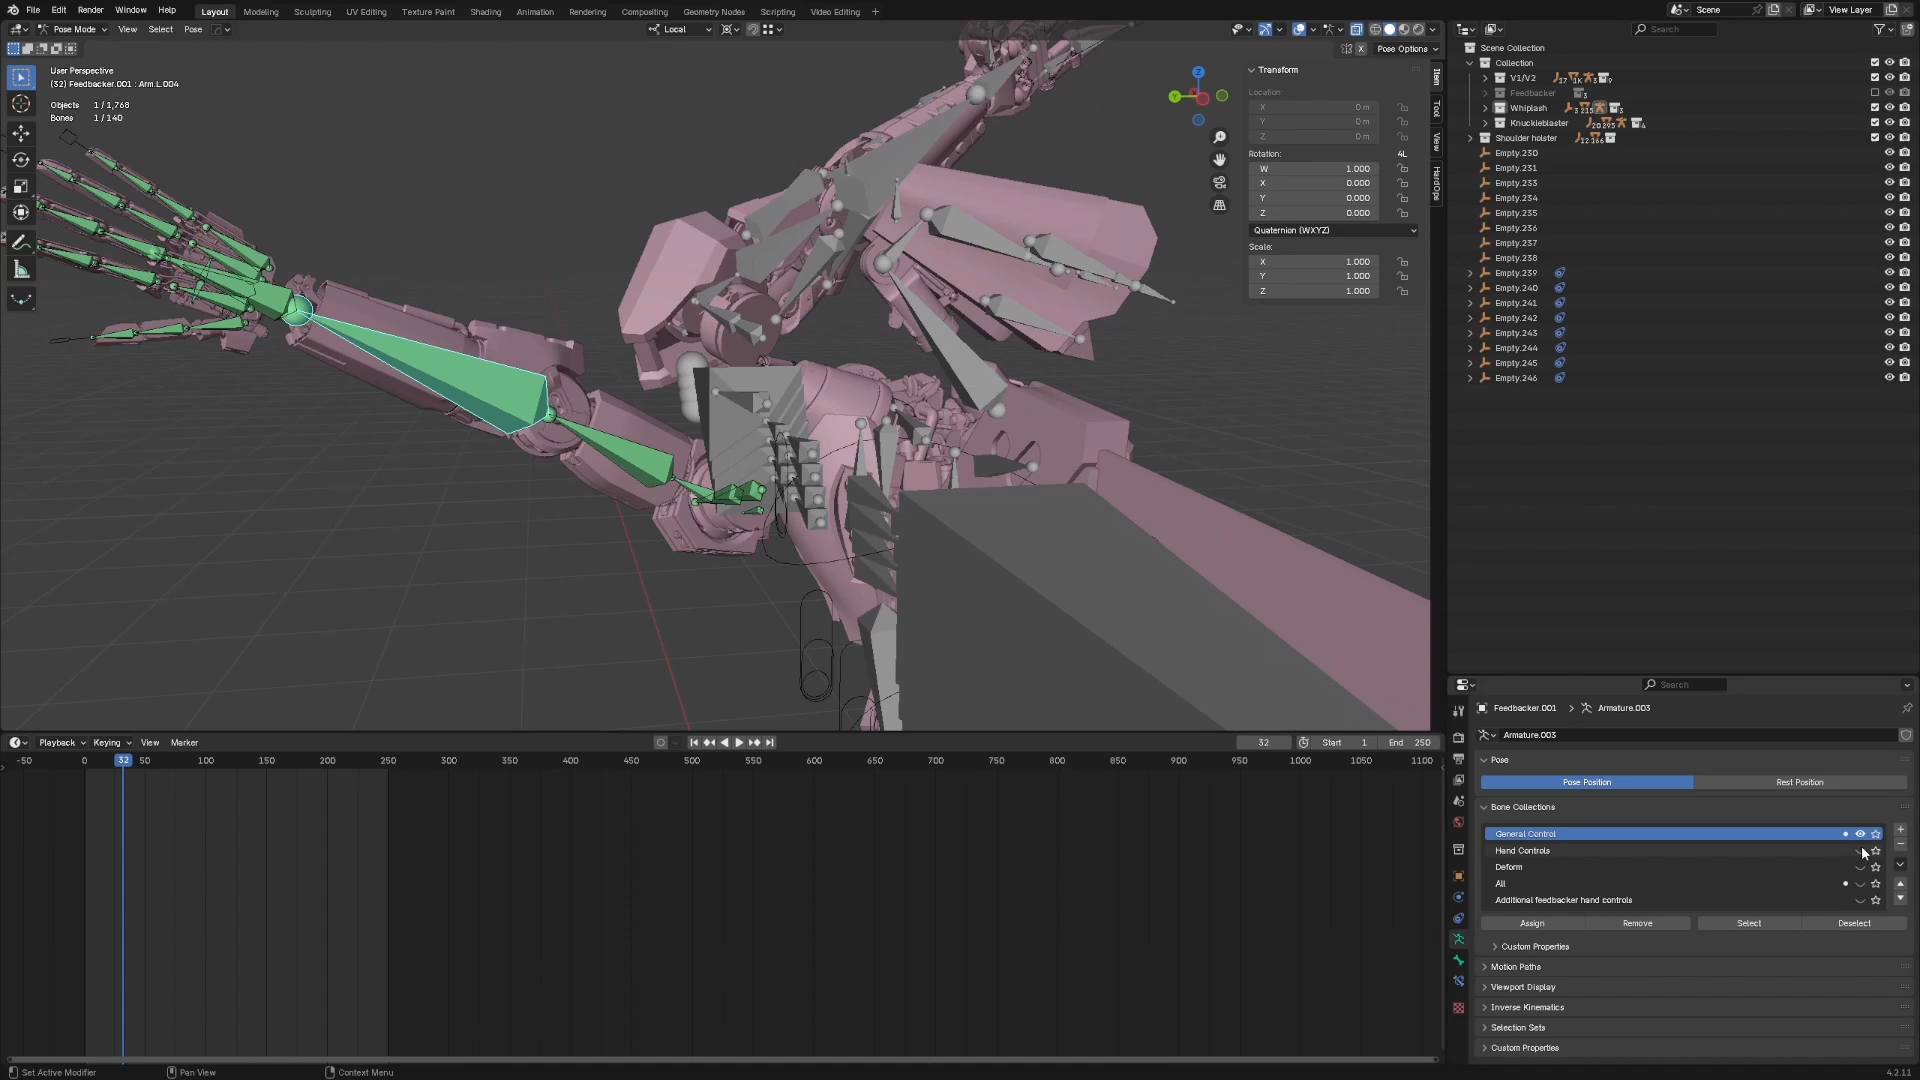 File Edit Render Window Help
Layout Modeling Sculpting UV Editing Texture Paint Shading Animation Rendering Compositing Geometry Nodes Scripting Video Editing +
Scene
View Layer
Pose Mode View Select Pose
Local
Search
X Pose Options
User Perspective
(32) Feedbacker.001 : Arm.L.004
Objects 1 / 1,768
Bones 1 / 140
Z
Y
Transform
Location:
X 0 m
Y 0 m
Z 0 m
Rotation: 4L
W 1.000
X 0.000
Y 0.000
Z 0.000
Quaternion (WXYZ)
Scale:
X 1.000
Y 1.000
Z 1.000
Item
Tool
View
HardOps
Scene Collection
Collection
V1/V2
Feedbacker 3
Whiplash
Knuckleblaster
Shoulder holster
Empty.230
Empty.231
Empty.233
Empty.234
Empty.235
Empty.236
Empty.237
Empty.238
Empty.239
Empty.240
Empty.241
Empty.242
Empty.243
Empty.244
Empty.245
Empty.246
Search
Feedbacker.001 > Armature.003
Armature.003
Pose
Pose Position Rest Position
Bone Collections
General Control
Hand Controls
Deform
All
Additional feedbacker hand controls
Assign Remove Select Deselect
Custom Properties
Motion Paths
Viewport Display
Inverse Kinematics
Selection Sets
Custom Properties
Playback Keying View Marker
32 Start 1 End 250
-50 0 32 50 100 150 200 250 300 350 400 450 500 550 600 650 700 750 800 850 900 950 1000 1050 1100
Set Active Modifier Pan View Context Menu
4.2.11